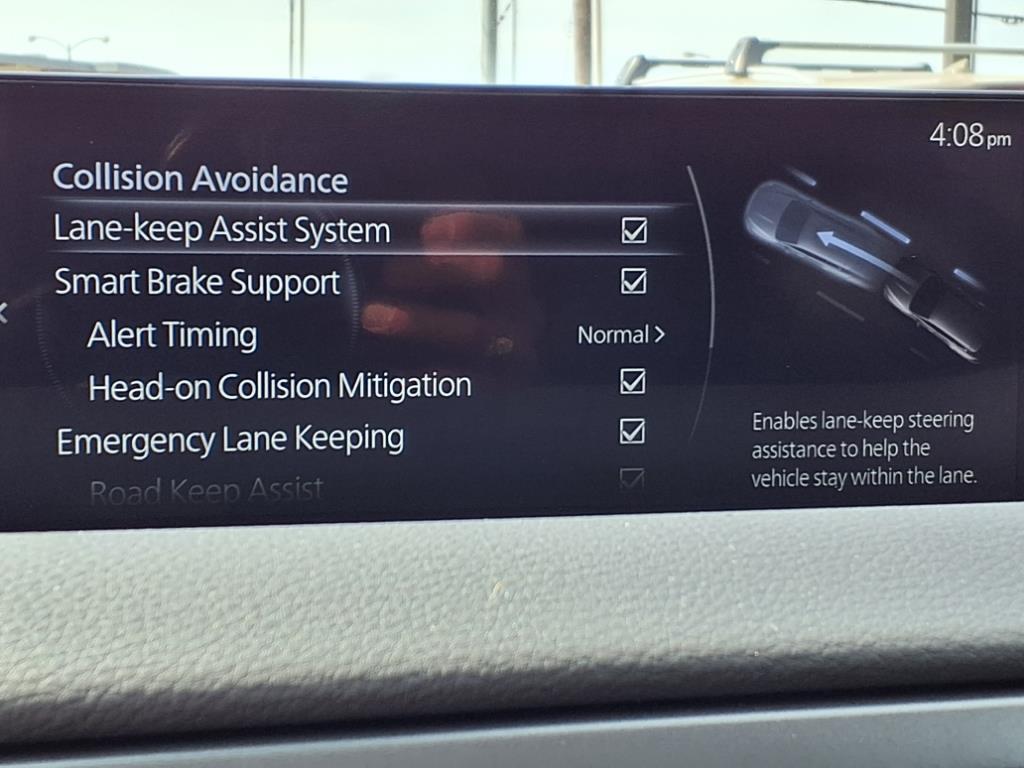 4:08pm
Collision Avoidance
Lane-keep Assist System
Smart Brake Support
Alert Timing
Normal >
Head-on Collision Mitigation
Emergency Lane Keeping
Road Keep Assist
Enables lane-keep steering
assistance to help the
vehicle stay within the lane.